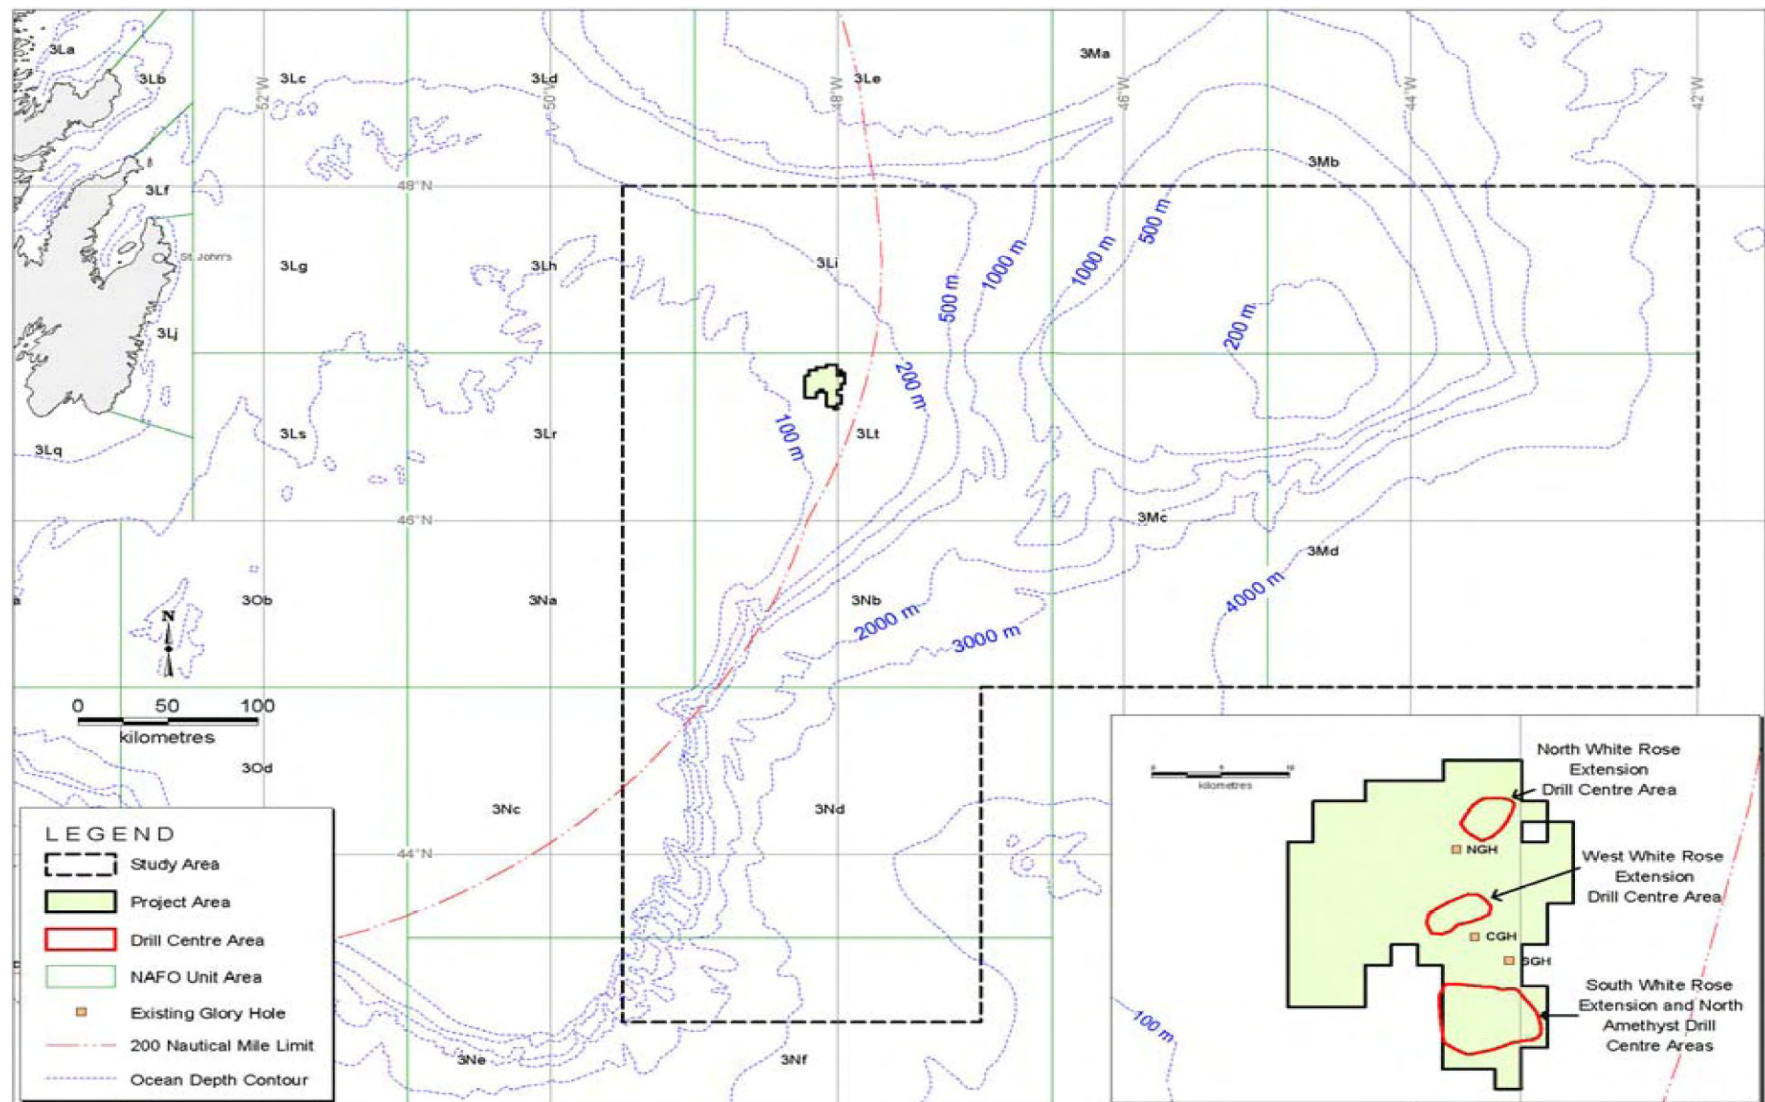 3La
3Lb
3Lc
3Ld
3Le
3Ma
52°W
50°W
48°W
46°W
44°W
42°W
3Mb
3Lf
48°N
St. John's
3Lg
3Lh
3Li
500 m
1000 m
1000 m
500 m
200 m
3Lj
200 m
100 m
3Lq
3Ls
3Lr
3Lt
46°N
3Mc
3Md
4000 m
a
3Ob
3Na
3Nb
2000 m
3000 m
N
0 50 100
kilometres
3Od
3Nc
3Nd
44°N
3Ne
3Nf
100 m
LEGEND
Study Area
Project Area
Drill Centre Area
NAFO Unit Area
Existing Glory Hole
200 Nautical Mile Limit
Ocean Depth Contour
kilometres
North White Rose
Extension
Drill Centre Area
NGH
West White Rose
Extension
Drill Centre Area
CGH
SGH
South White Rose
Extension and North
Amethyst Drill
Centre Areas